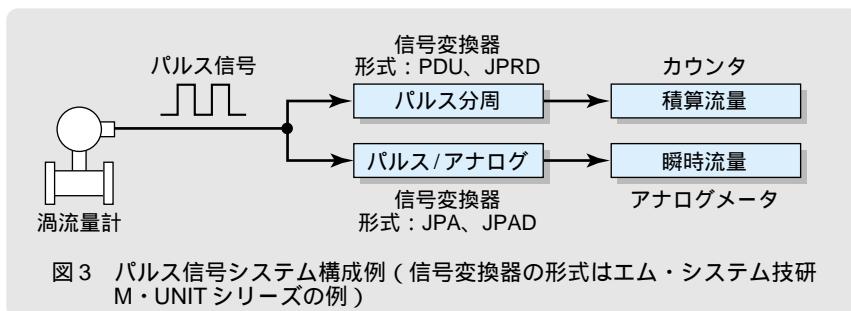 パルス信号
信号変換器
形式：PDU、JPRD
カウンタ
パルス分周
積算流量
パルス/アナログ
瞬時流量
渦流量計
信号変換器
形式：JPA、JPAD
アナログメータ
図3 パルス信号システム構成例（信号変換器の形式はエム・システム技研
M・UNITシリーズの例）